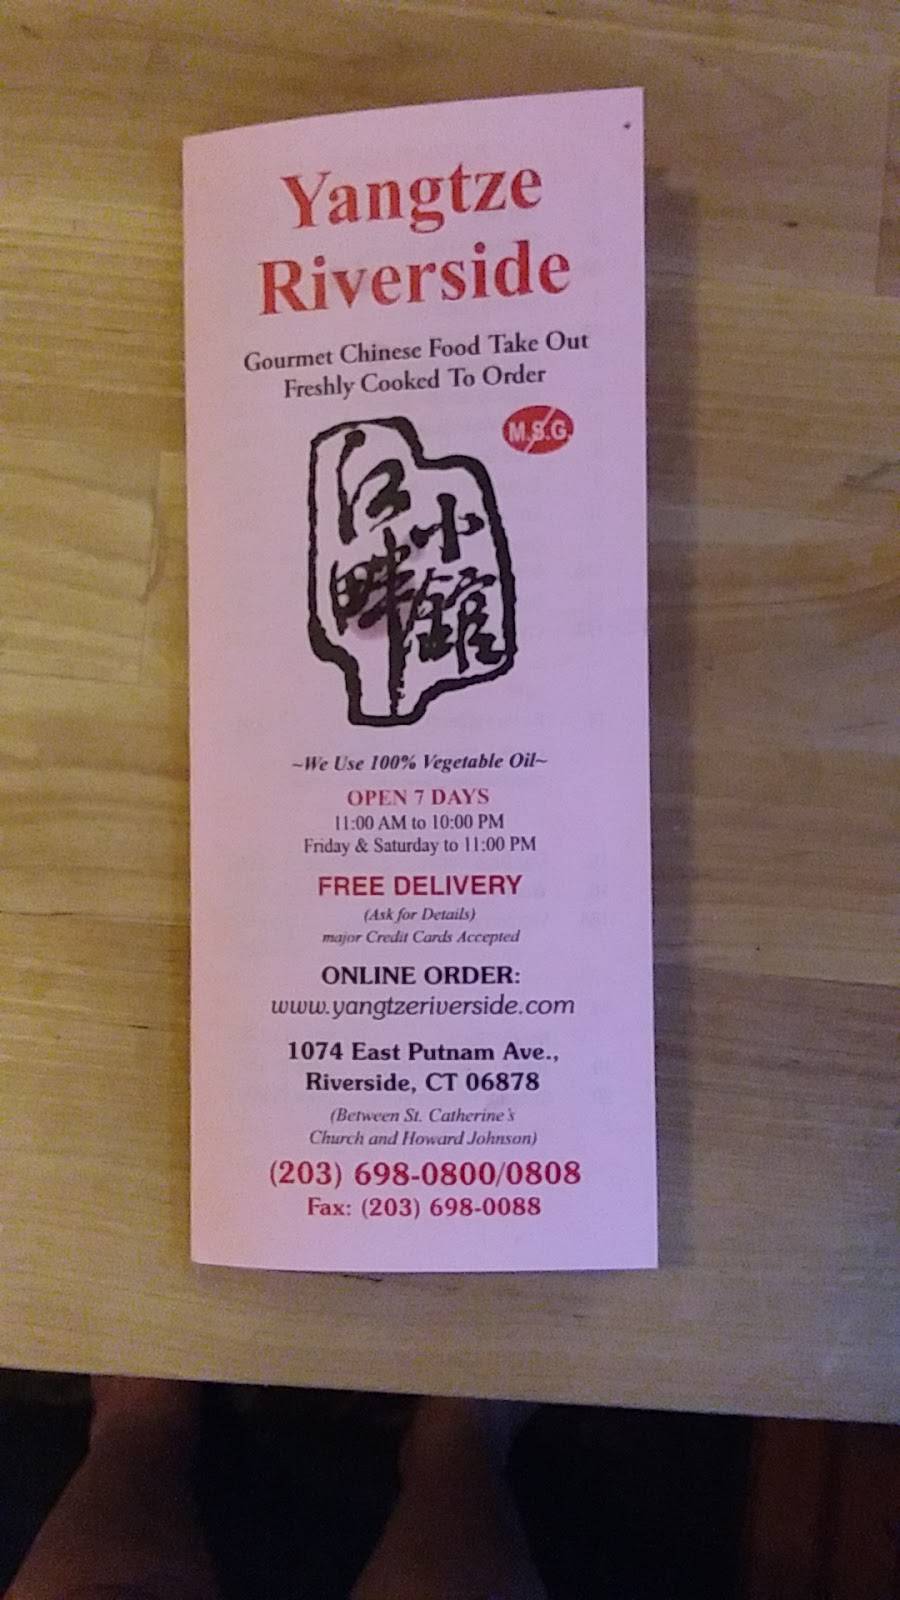 Yangtze
Riverside
Gourmet Chinese Food Take Out
Freshly Cooked To Order
M.S.G.
江畔
小館
~We Use 100% Vegetable Oil~
OPEN 7 DAYS
11:00 AM to 10:00 PM
Friday & Saturday to 11:00 PM
FREE DELIVERY
(Ask for Details)
major Credit Cards Accepted
ONLINE ORDER:
www.yangtzeriverside.com
1074 East Putnam Ave.,
Riverside, CT 06878
(Between St. Catherine's
Church and Howard Johnson)
(203) 698-0800/0808
Fax: (203) 698-0088